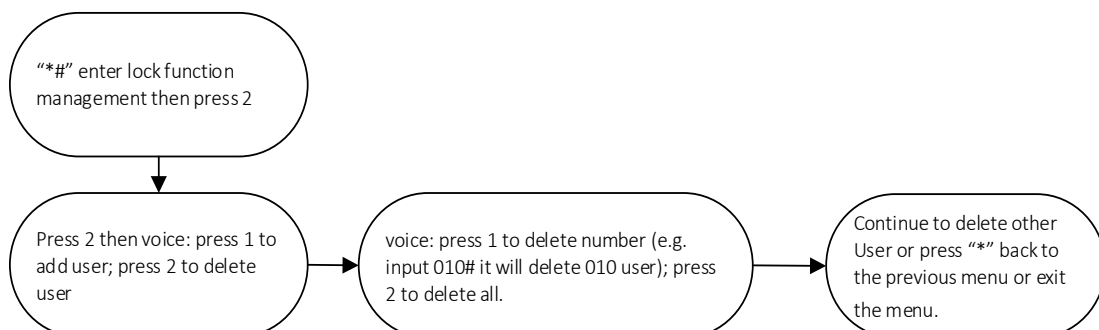 “*#” enter lock function
management then press 2
Press 2 then voice: press 1 to
add user; press 2 to delete
user
voice: press 1 to delete number (e.g.
input 010# it will delete 010 user); press
2 to delete all.
Continue to delete other
User or press “*” back to
the previous menu or exit
the menu.